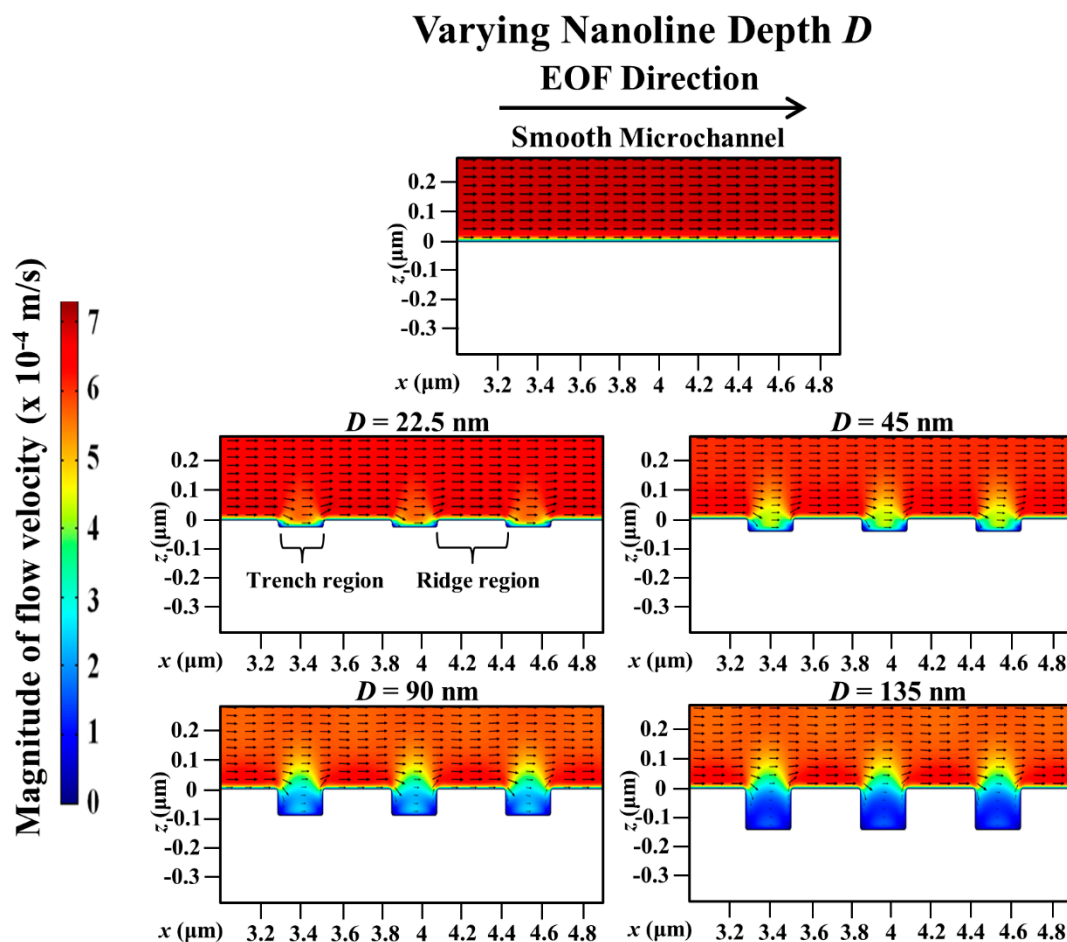 Varying Nanoline Depth D
EOF Direction
Smooth Microchannel
0.2
0.1
0
-0.1
-0.2
-0.3
z (μm)
x (μm) 3.2 3.4 3.6 3.8 4 4.2 4.4 4.6 4.8
Magnitude of flow velocity (x 10⁻⁴ m/s)
7
6
5
4
3
2
1
0
D = 22.5 nm
0.2
0.1
0
-0.1
-0.2
-0.3
z (μm)
Trench region
Ridge region
x (μm) 3.2 3.4 3.6 3.8 4 4.2 4.4 4.6 4.8
D = 45 nm
0.2
0.1
0
-0.1
-0.2
-0.3
z (μm)
x (μm) 3.2 3.4 3.6 3.8 4 4.2 4.4 4.6 4.8
D = 90 nm
0.2
0.1
0
-0.1
-0.2
-0.3
z (μm)
x (μm) 3.2 3.4 3.6 3.8 4 4.2 4.4 4.6 4.8
D = 135 nm
0.2
0.1
0
-0.1
-0.2
-0.3
z (μm)
x (μm) 3.2 3.4 3.6 3.8 4 4.2 4.4 4.6 4.8